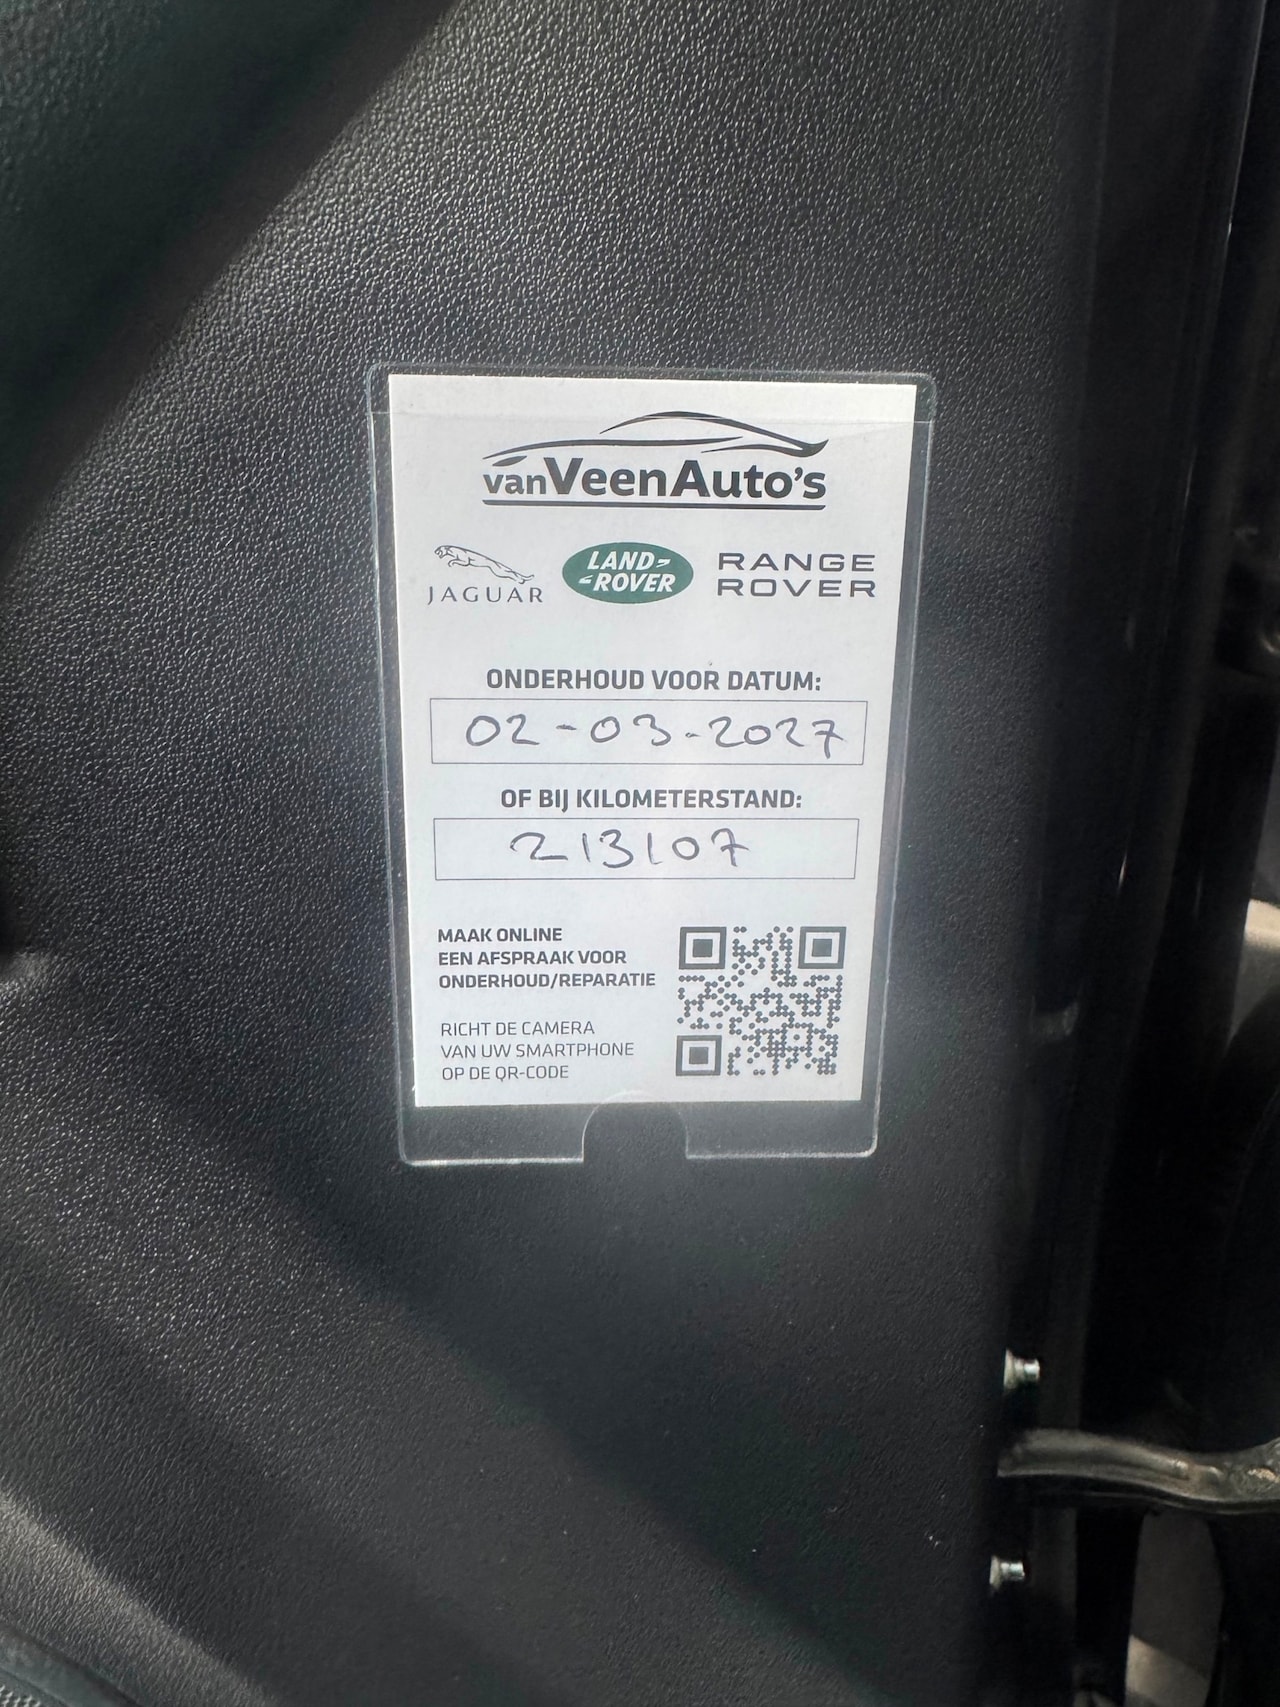 vanVeenAuto's
JAGUAR
LAND
ROVER
RANGE
ROVER
ONDERHOUD VOOR DATUM:
02-03-2027
OF BIJ KILOMETERSTAND:
213107
MAAK ONLINE
EEN AFSPRAAK VOOR
ONDERHOUD/REPARATIE
RICHT DE CAMERA
VAN UW SMARTPHONE
OP DE QR-CODE